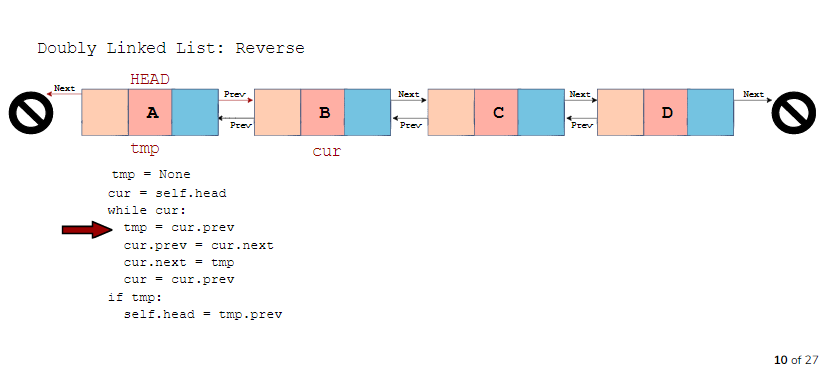 Doubly Linked List: Reverse
HEAD
Next Prev Next Next Next
A B C D
Prev Prev Prev
tmp cur
tmp = None
cur = self.head
while cur:
tmp = cur.prev
cur.prev = cur.next
cur.next = tmp
cur = cur.prev
if tmp:
self.head = tmp.prev
10 of 27